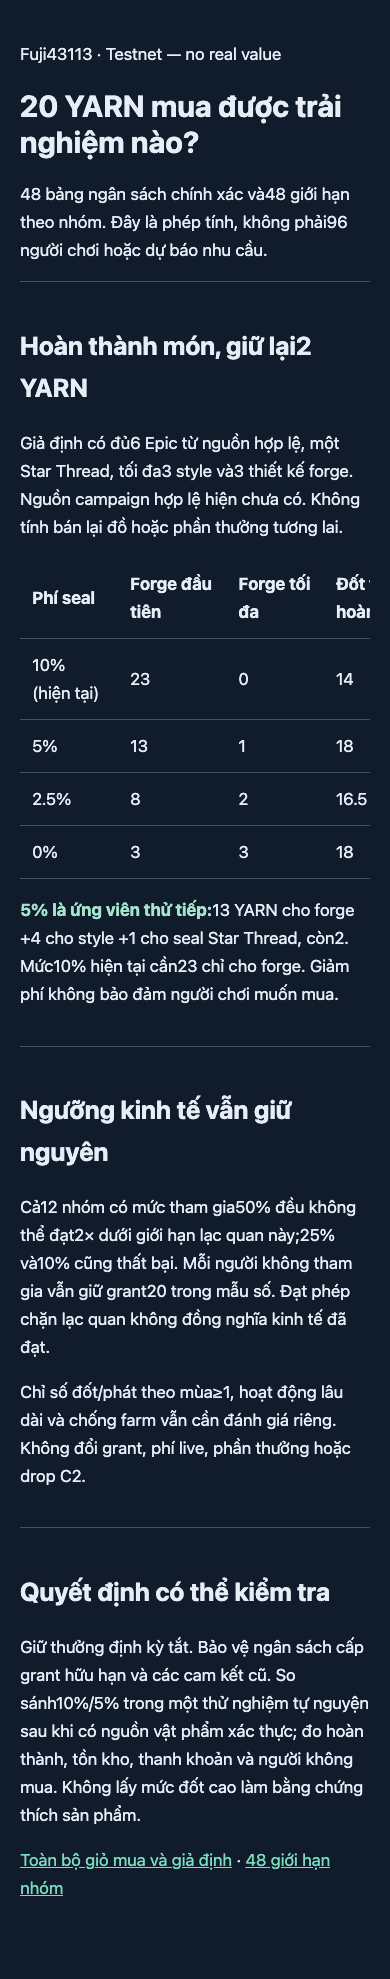 Fuji43113 · Testnet — no real value
20 YARN mua được trải
nghiệm nào?
48 bảng ngân sách chính xác và48 giới hạn
theo nhóm. Đây là phép tính, không phải96
người chơi hoặc dự báo nhu cầu.
Hoàn thành món, giữ lại2
YARN
Giả định có đủ6 Epic từ nguồn hợp lệ, một
Star Thread, tối đa3 style và3 thiết kế forge.
Nguồn campaign hợp lệ hiện chưa có. Không
tính bán lại đồ hoặc phần thưởng tương lai.
Phí seal
Forge đầu
tiên
Forge tối
đa
Đốt
10%
(hiện tại)
23
0
14
5%
13
1
18
2.5%
8
2
16.5
0%
3
3
18
5% là ứng viên thử tiếp:13 YARN cho forge
+4 cho style +1 cho seal Star Thread, còn2.
Mức10% hiện tại cần23 chỉ cho forge. Giảm
phí không bảo đảm người chơi muốn mua.
Ngưỡng kinh tế vẫn giữ
nguyên
Cả12 nhóm có mức tham gia50% đều không
thể đạt2× dưới giới hạn lạc quan này;25%
và10% cũng thất bại. Mỗi người không tham
gia vẫn giữ grant20 trong mẫu số. Đạt phép
chặn lạc quan không đồng nghĩa kinh tế đã
đạt.
Chỉ số đốt/phát theo mùa≥1, hoạt động lâu
dài và chống farm vẫn cần đánh giá riêng.
Không đổi grant, phí live, phần thưởng hoặc
drop C2.
Quyết định có thể kiểm tra
Giữ thưởng định kỳ tắt. Bảo vệ ngân sách cấp
grant hữu hạn và các cam kết cũ. So
sánh10%/5% trong một thử nghiệm tự nguyện
sau khi có nguồn vật phẩm xác thực; đo hoàn
thành, tồn kho, thanh khoản và người không
mua. Không lấy mức đốt cao làm bằng chứng
thích sản phẩm.
Toàn bộ giỏ mua và giả định · 48 giới hạn
nhóm